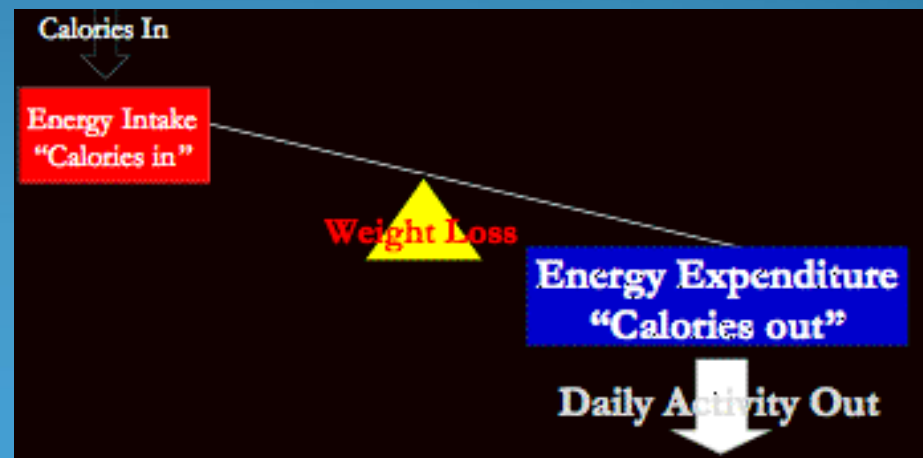 Calories In
Energy Intake
“Calories in”
Weight Loss
Energy Expenditure
“Calories out”
Daily Activity Out